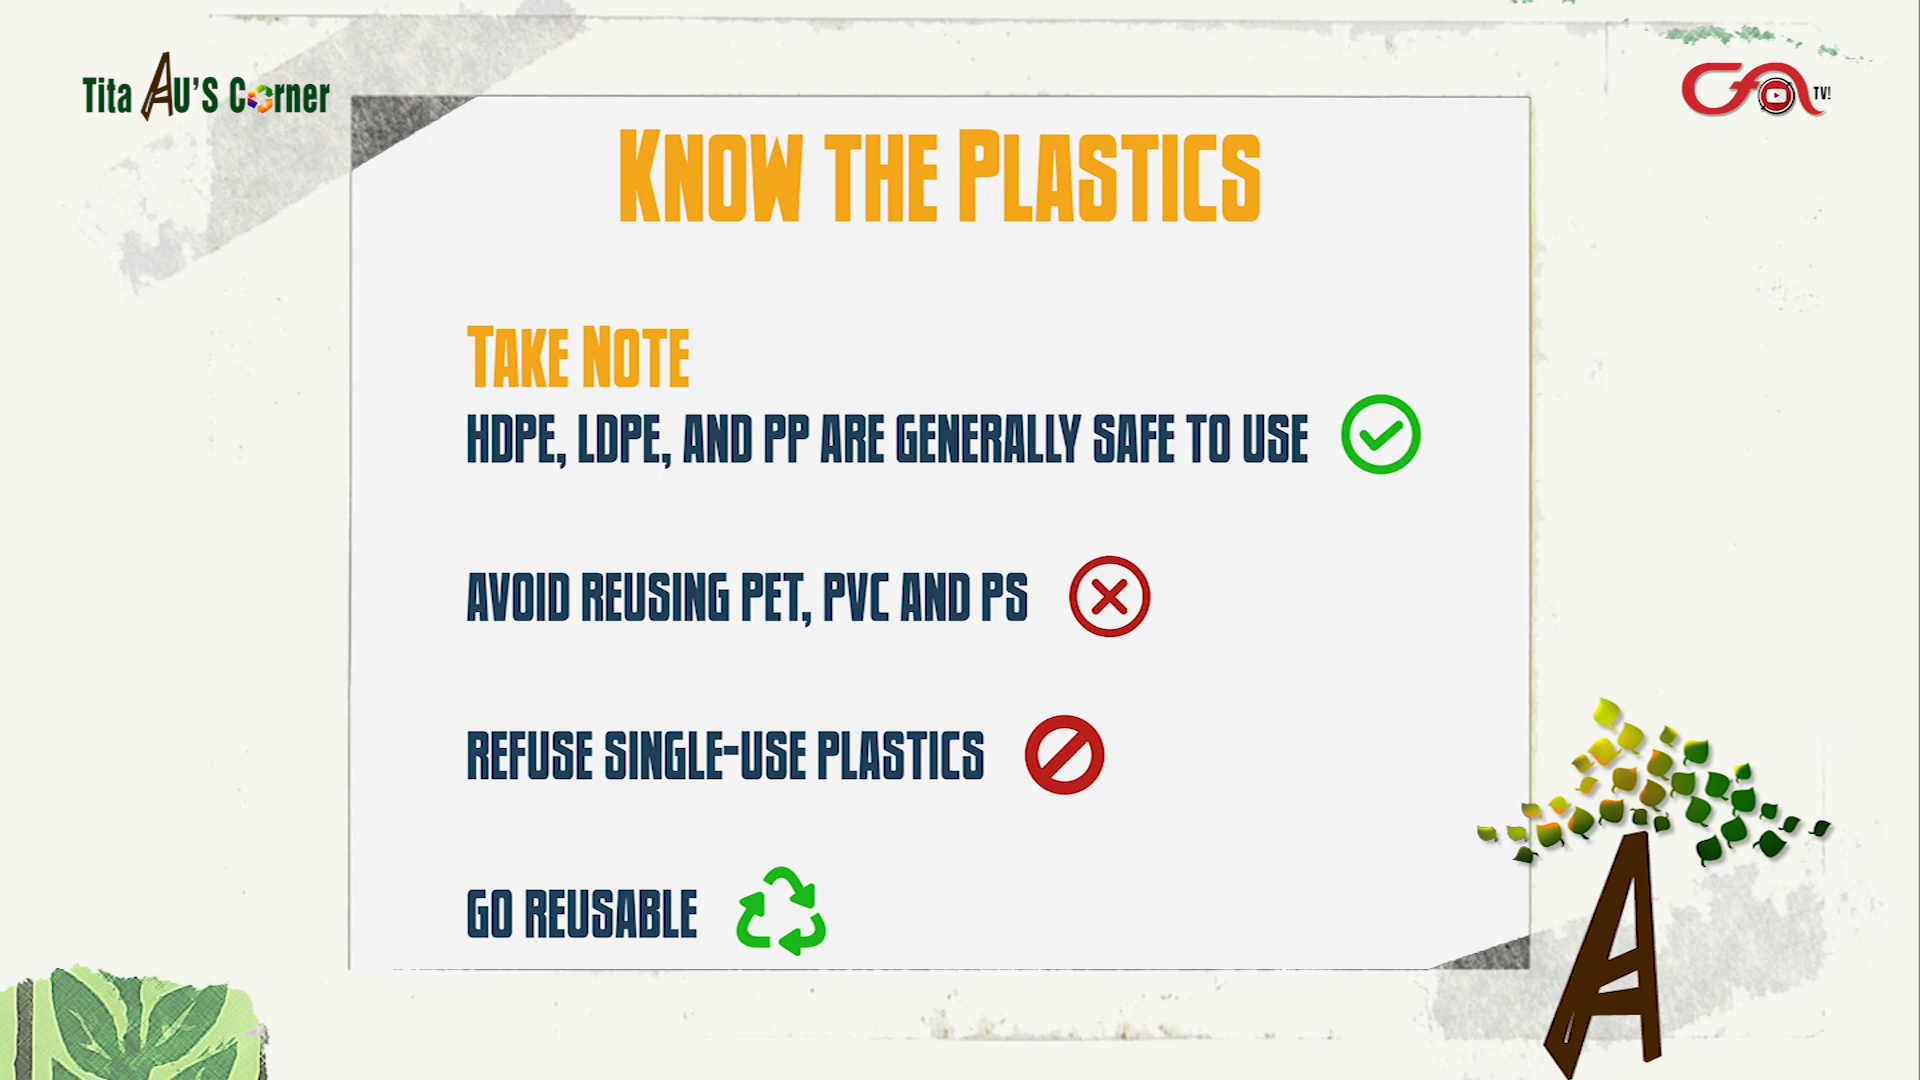 Tita AU'S Corner
TV!
KNOW THE PLASTICS
TAKE NOTE
HDPE, LDPE, AND PP ARE GENERALLY SAFE TO USE
AVOID REUSING PET, PVC AND PS
REFUSE SINGLE-USE PLASTICS
GO REUSABLE
A